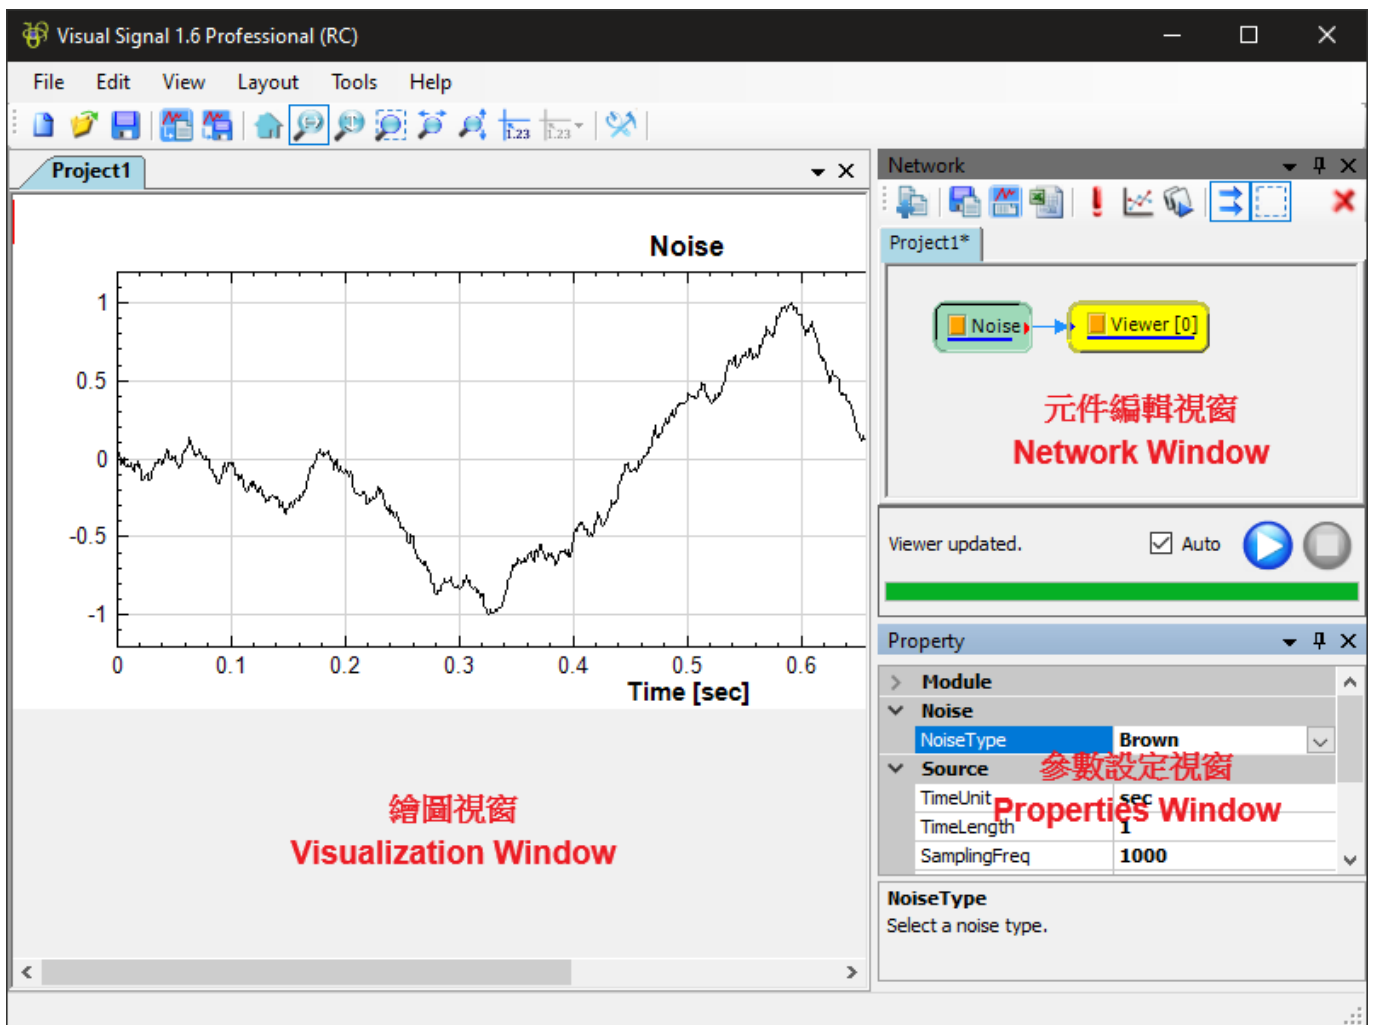 Visual Signal 1.6 Professional (RC)
File Edit View Layout Tools Help
1.23 1.23
Project1
Noise
1
0.5
0
-0.5
-1
0 0.1 0.2 0.3 0.4 0.5 0.6
Time [sec]
繪圖視窗
Visualization Window
Network
Project1*
Noise Viewer [0]
元件編輯視窗
Network Window
Viewer updated. Auto
Property
Module
Noise
NoiseType Brown
Source
參數設定視窗
TimeUnit sec
Properties Window
TimeLength 1
SamplingFreq 1000
NoiseType
Select a noise type.